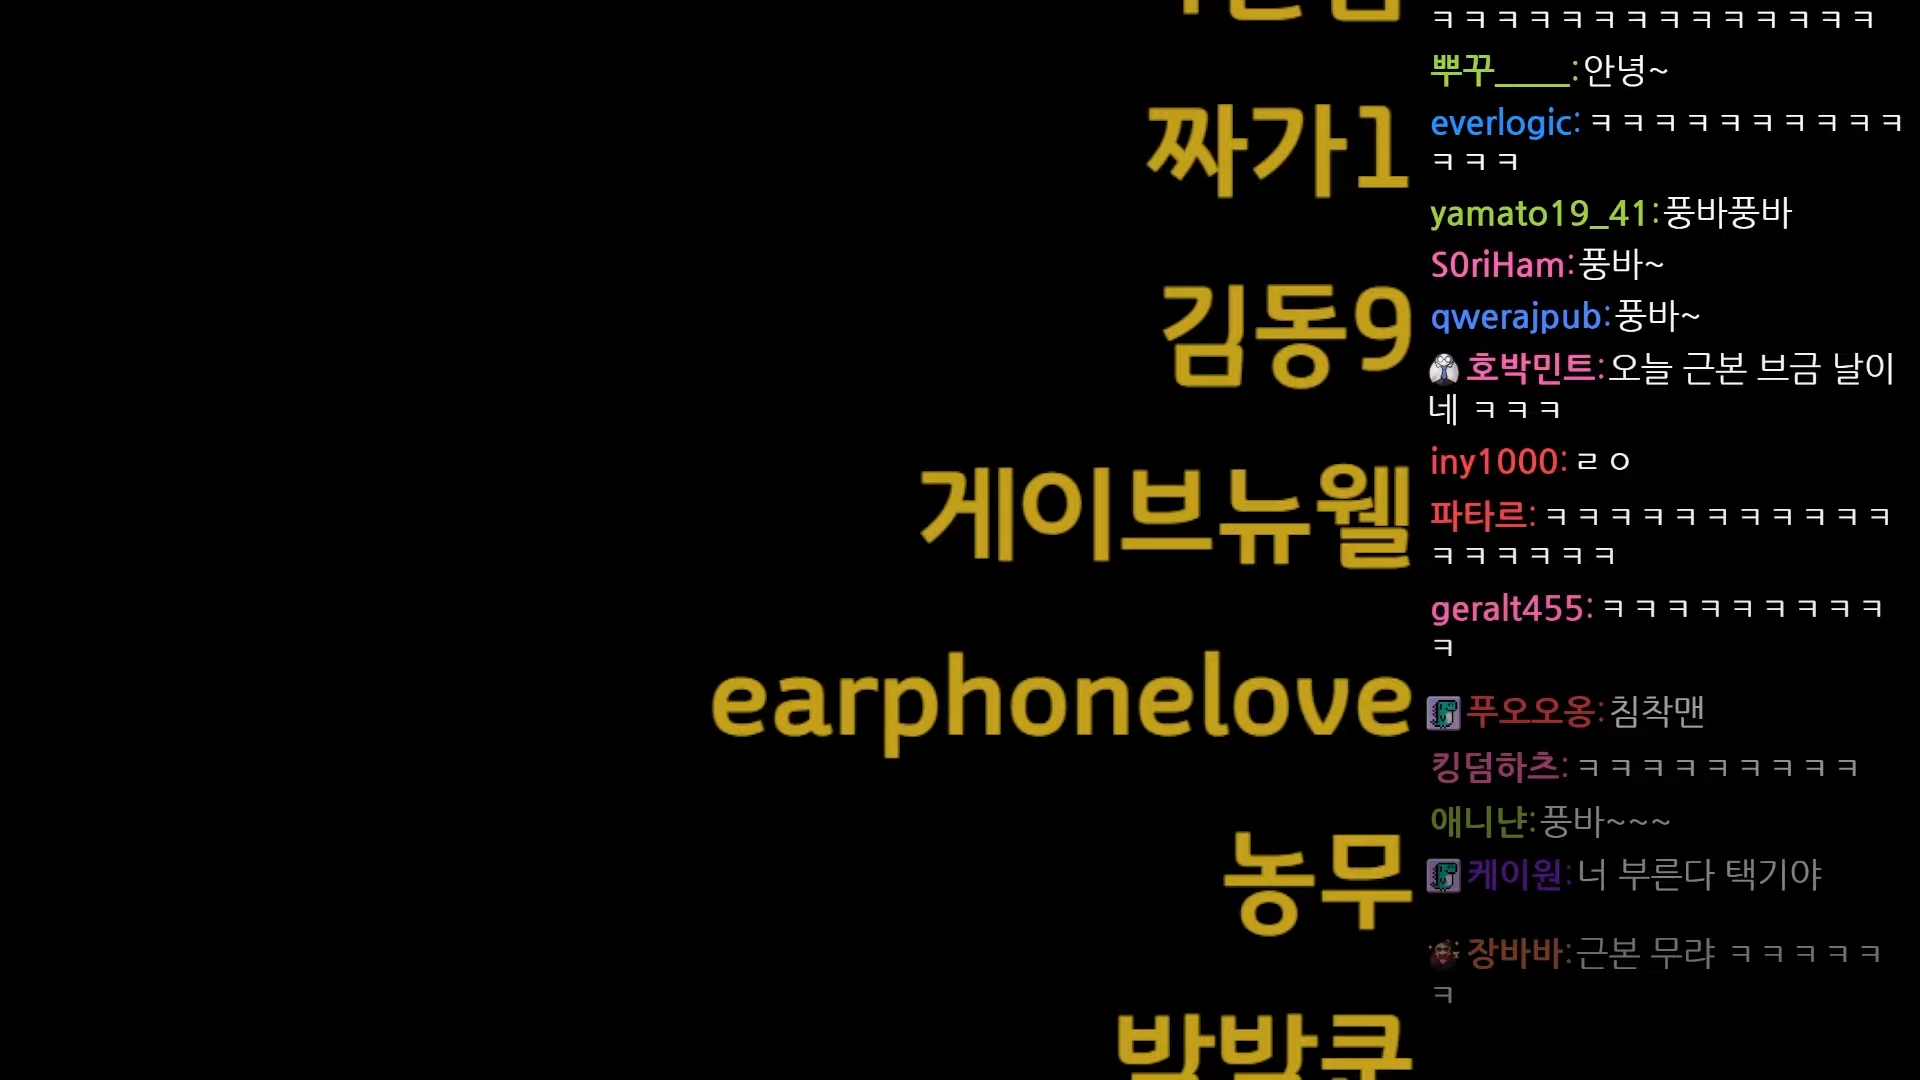 짜가1
김동9
게이브뉴웰
earphonelove
농무
ㅋㅋㅋㅋㅋㅋㅋㅋㅋㅋㅋㅋㅋㅋ
뿌꾸____:안녕~
everlogic:ㅋㅋㅋㅋㅋㅋㅋㅋㅋㅋ
ㅋㅋㅋ
yamato19_41:풍바풍바
S0riHam:풍바~
qwerajpub:풍바~
호박민트:오늘 근본 브금 날이
네 ㅋㅋㅋ
iny1000:ㄹㅇ
파타르:ㅋㅋㅋㅋㅋㅋㅋㅋㅋㅋㅋ
ㅋㅋㅋㅋㅋㅋ
geralt455:ㅋㅋㅋㅋㅋㅋㅋㅋㅋ
ㅋ
푸오오옹:침착맨
킹덤하츠:ㅋㅋㅋㅋㅋㅋㅋㅋㅋ
애니냔:풍바~~~
케이원:너 부른다 택기야
장바바:근본 무랴 ㅋㅋㅋㅋㅋ
ㅋ